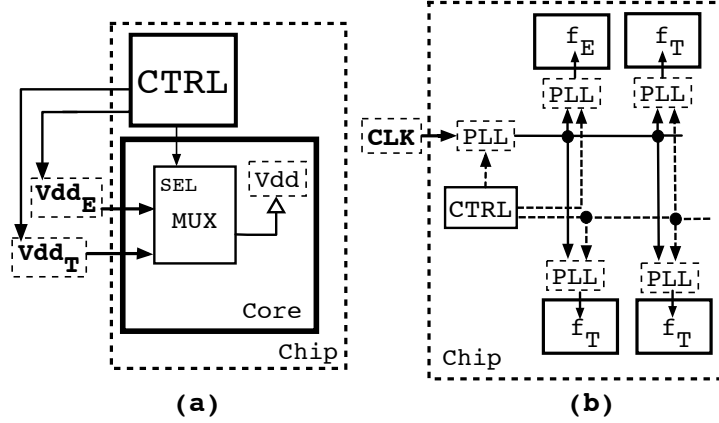 CTRL
SEL
MUX
Vdd
Vdd_E
Vdd_T
Core
Chip
(a)
f_E
f_T
PLL
PLL
CLK
PLL
CTRL
PLL
PLL
f_T
f_T
Chip
(b)